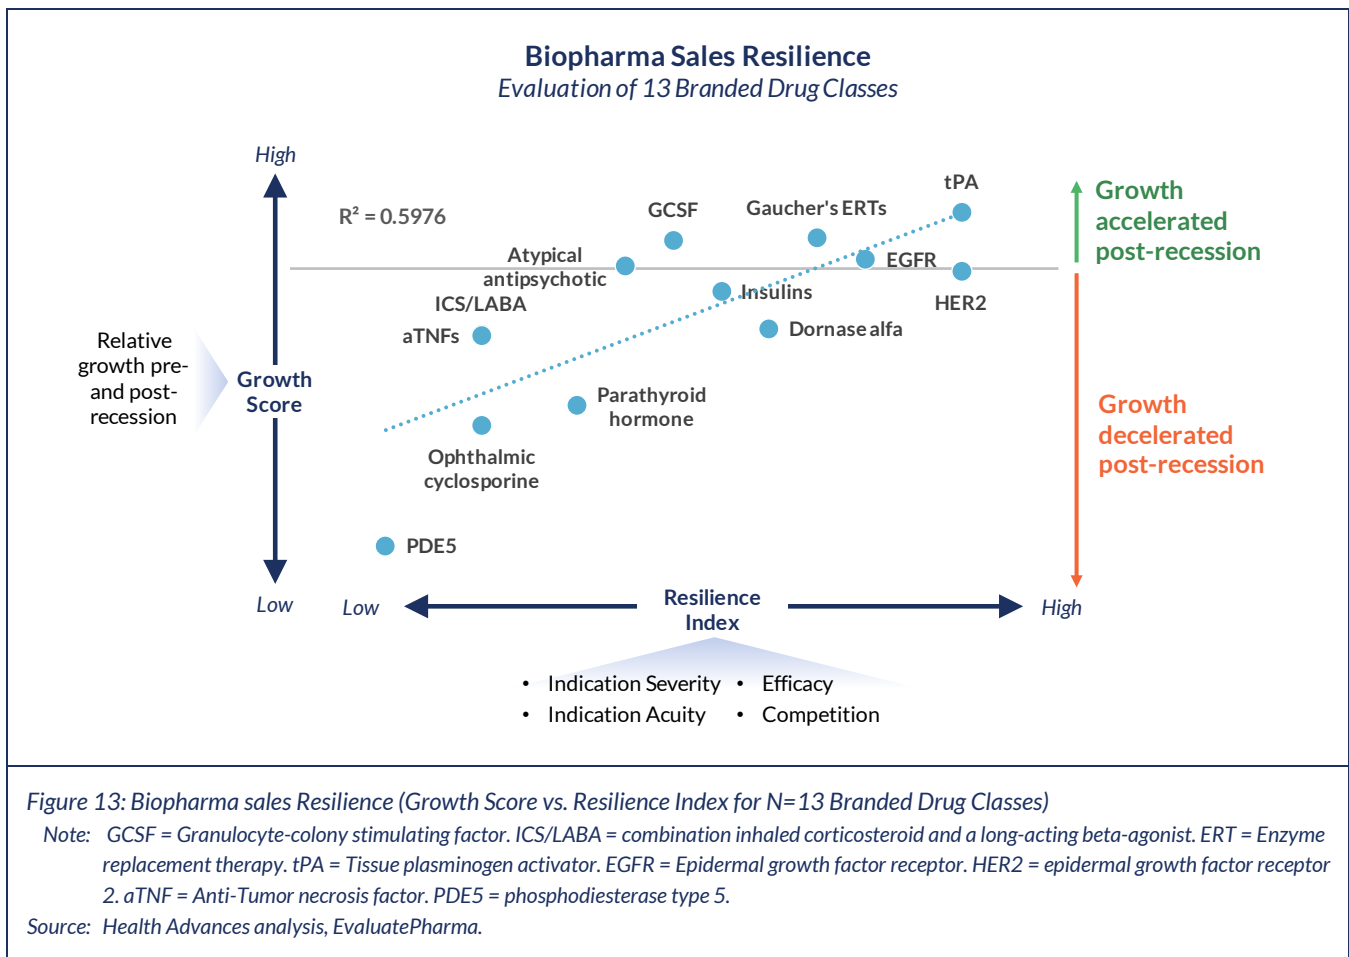 Biopharma Sales Resilience
Evaluation of 13 Branded Drug Classes
High
R² = 0.5976
tPA
GCSF
Gaucher's ERTs
Atypical
antipsychotic
EGFR
ICS/LABA
Insulins
HER2
aTNFs
Dornase alfa
Growth
accelerated
post-recession
Relative
growth pre-
and post-
recession
Growth
Score
Parathyroid
hormone
Growth
decelerated
post-recession
Ophthalmic
cyclosporine
PDE5
Low
Low
Resilience
Index
High
• Indication Severity
• Indication Acuity
• Efficacy
• Competition
Figure 13: Biopharma sales Resilience (Growth Score vs. Resilience Index for N=13 Branded Drug Classes)
Note: GCSF = Granulocyte-colony stimulating factor. ICS/LABA = combination inhaled corticosteroid and a long-acting beta-agonist. ERT = Enzyme
replacement therapy. tPA = Tissue plasminogen activator. EGFR = Epidermal growth factor receptor. HER2 = epidermal growth factor receptor
2. aTNF = Anti-Tumor necrosis factor. PDE5 = phosphodiesterase type 5.
Source: Health Advances analysis, EvaluatePharma.